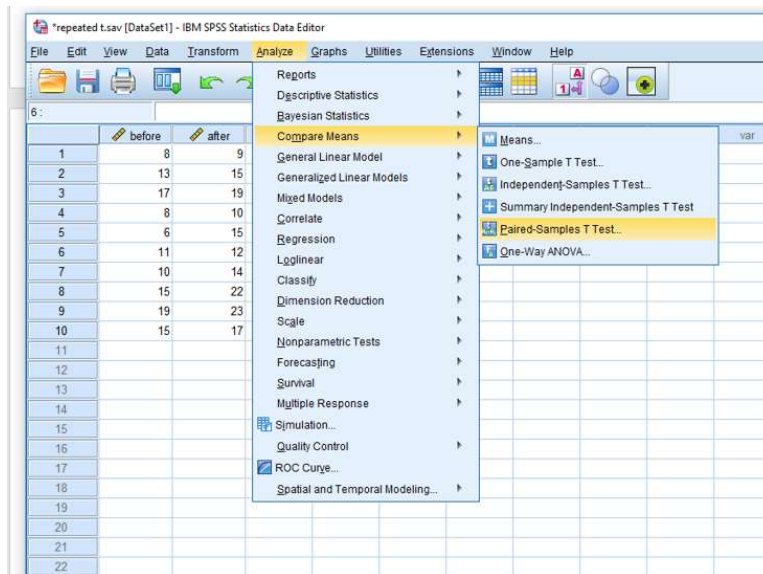 *repeated t.sav [DataSet1] - IBM SPSS Statistics Data Editor
File Edit View Data Transform Analyze Graphs Utilities Extensions Window Help
6 :
before after var
1 8 9
2 13 15
3 17 19
4 8 10
5 6 15
6 11 12
7 10 14
8 15 22
9 19 23
10 15 17
11
12
13
14
15
16
17
18
19
20
21
22
Reports
Descriptive Statistics
Bayesian Statistics
Compare Means
General Linear Model
Generalized Linear Models
Mixed Models
Correlate
Regression
Loglinear
Classify
Dimension Reduction
Scale
Nonparametric Tests
Forecasting
Survival
Multiple Response
Simulation...
Quality Control
ROC Curve...
Spatial and Temporal Modeling...
Means...
One-Sample T Test...
Independent-Samples T Test...
Summary Independent-Samples T Test
Paired-Samples T Test...
One-Way ANOVA...